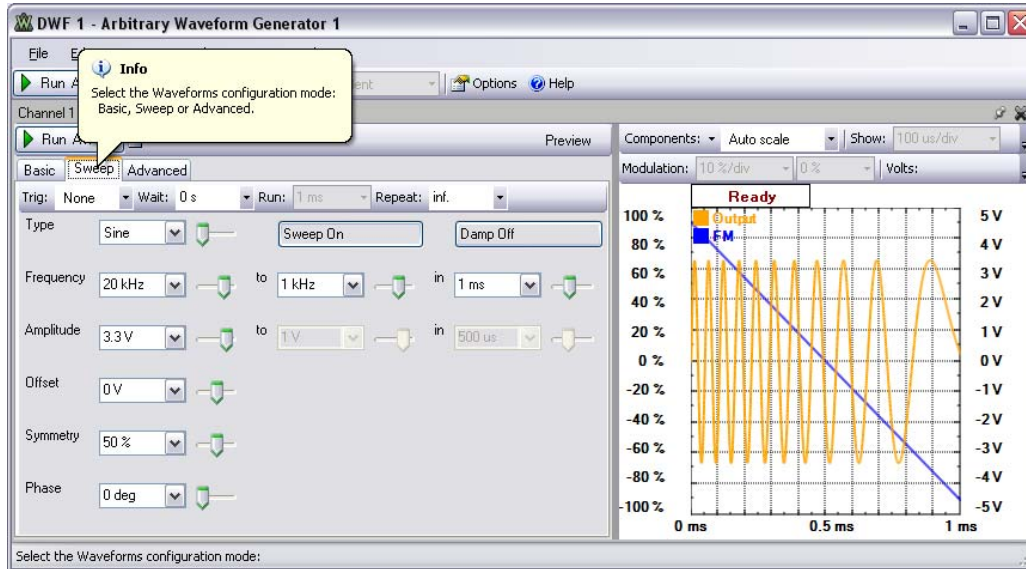 DWF 1 - Arbitrary Waveform Generator 1
File
Info
Select the Waveforms configuration mode:
Basic, Sweep or Advanced.
Run
Options
Help
Channel 1
Run
Preview
Components:
Auto scale
Show:
100 us/div
Basic
Sweep
Advanced
Modulation:
10 %/div
0 %
Volts:
Trig: None
Wait: 0 s
Run: 1 ms
Repeat: inf.
Type
Sine
Sweep On
Damp Off
Frequency
20 kHz
to
1 kHz
in
1 ms
Amplitude
3.3 V
to
1 V
in
500 us
Offset
0 V
Symmetry
50 %
Phase
0 deg
Ready
Output
FM
100 %
80 %
60 %
40 %
20 %
0 %
-20 %
-40 %
-60 %
-80 %
-100 %
5 V
4 V
3 V
2 V
1 V
0 V
-1 V
-2 V
-3 V
-4 V
-5 V
0 ms
0.5 ms
1 ms
Select the Waveforms configuration mode: